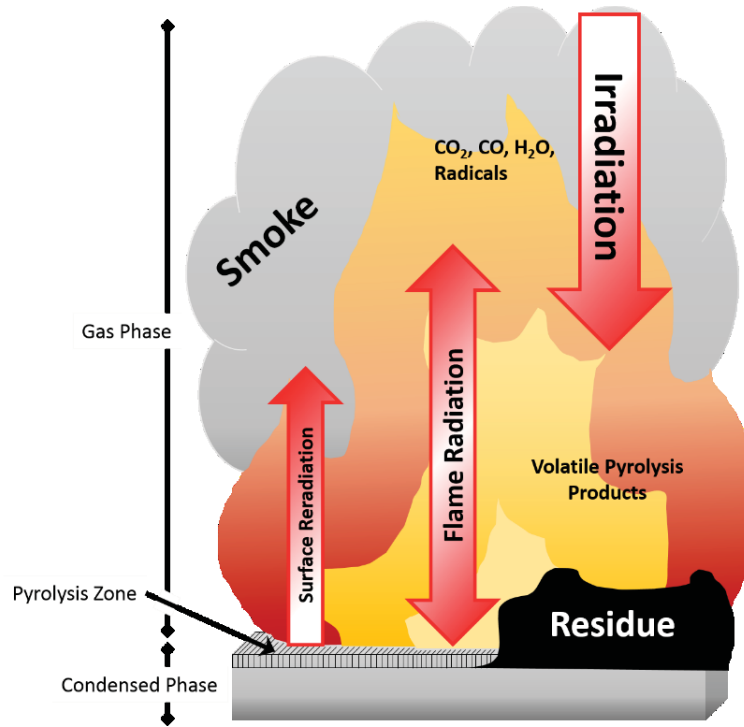 Irradiation
CO₂, CO, H₂O,
Radicals
Smoke
Gas Phase
Flame Radiation
Surface Reradiation
Volatile Pyrolysis
Products
Pyrolysis Zone
Residue
Condensed Phase